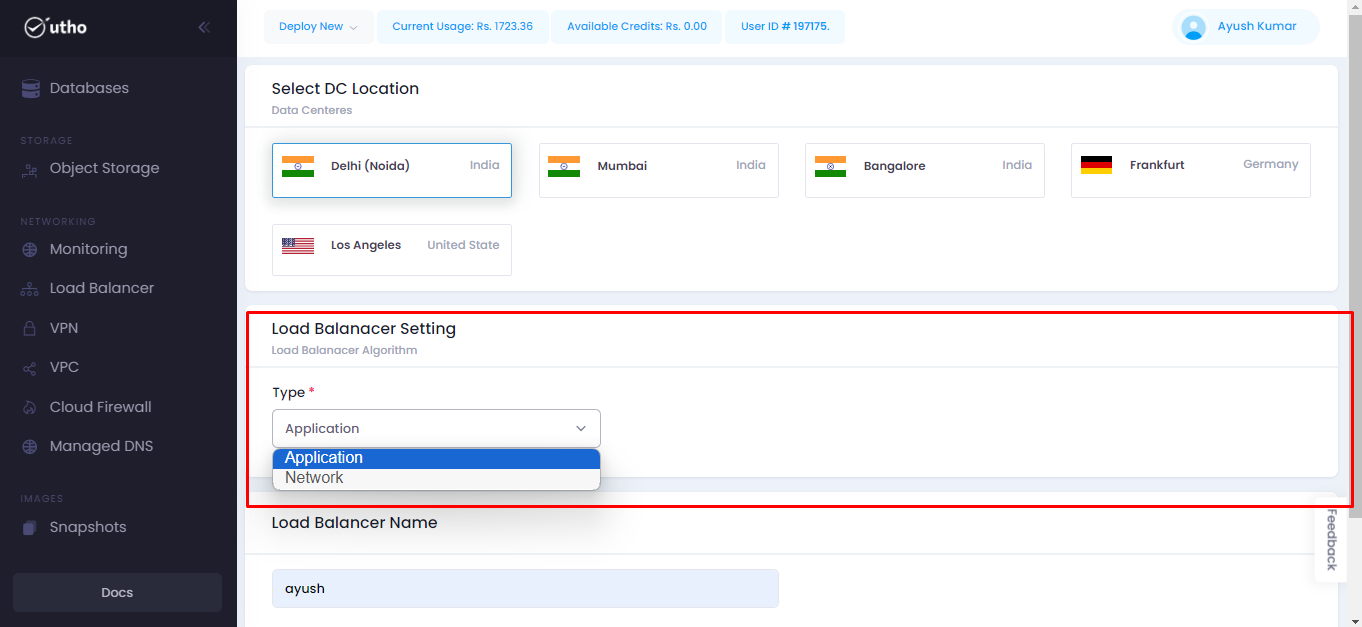 utho
Databases
STORAGE
Object Storage
NETWORKING
Monitoring
Load Balancer
VPN
VPC
Cloud Firewall
Managed DNS
IMAGES
Snapshots
Docs
Deploy New
Current Usage: Rs. 1723.36
Available Credits: Rs. 0.00
User ID # 197175.
Ayush Kumar
Select DC Location
Data Centeres
Delhi (Noida) India
Mumbai India
Bangalore India
Frankfurt Germany
Los Angeles United State
Load Balanacer Setting
Load Balanacer Algorithm
Type *
Application
Application
Network
Load Balancer Name
ayush
Feedback